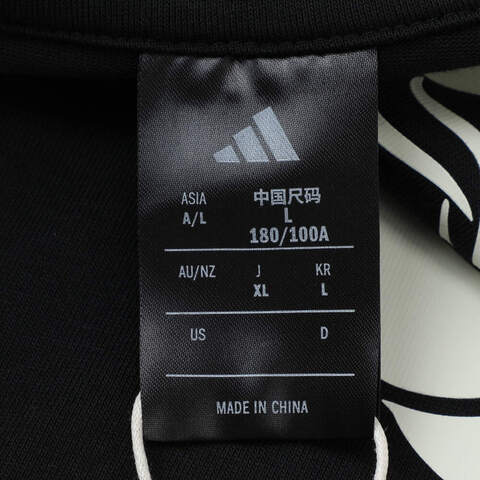 ASIA 中国尺码
A/L L
180/100A
AU/NZ J KR
XL L
US D
MADE IN CHINA